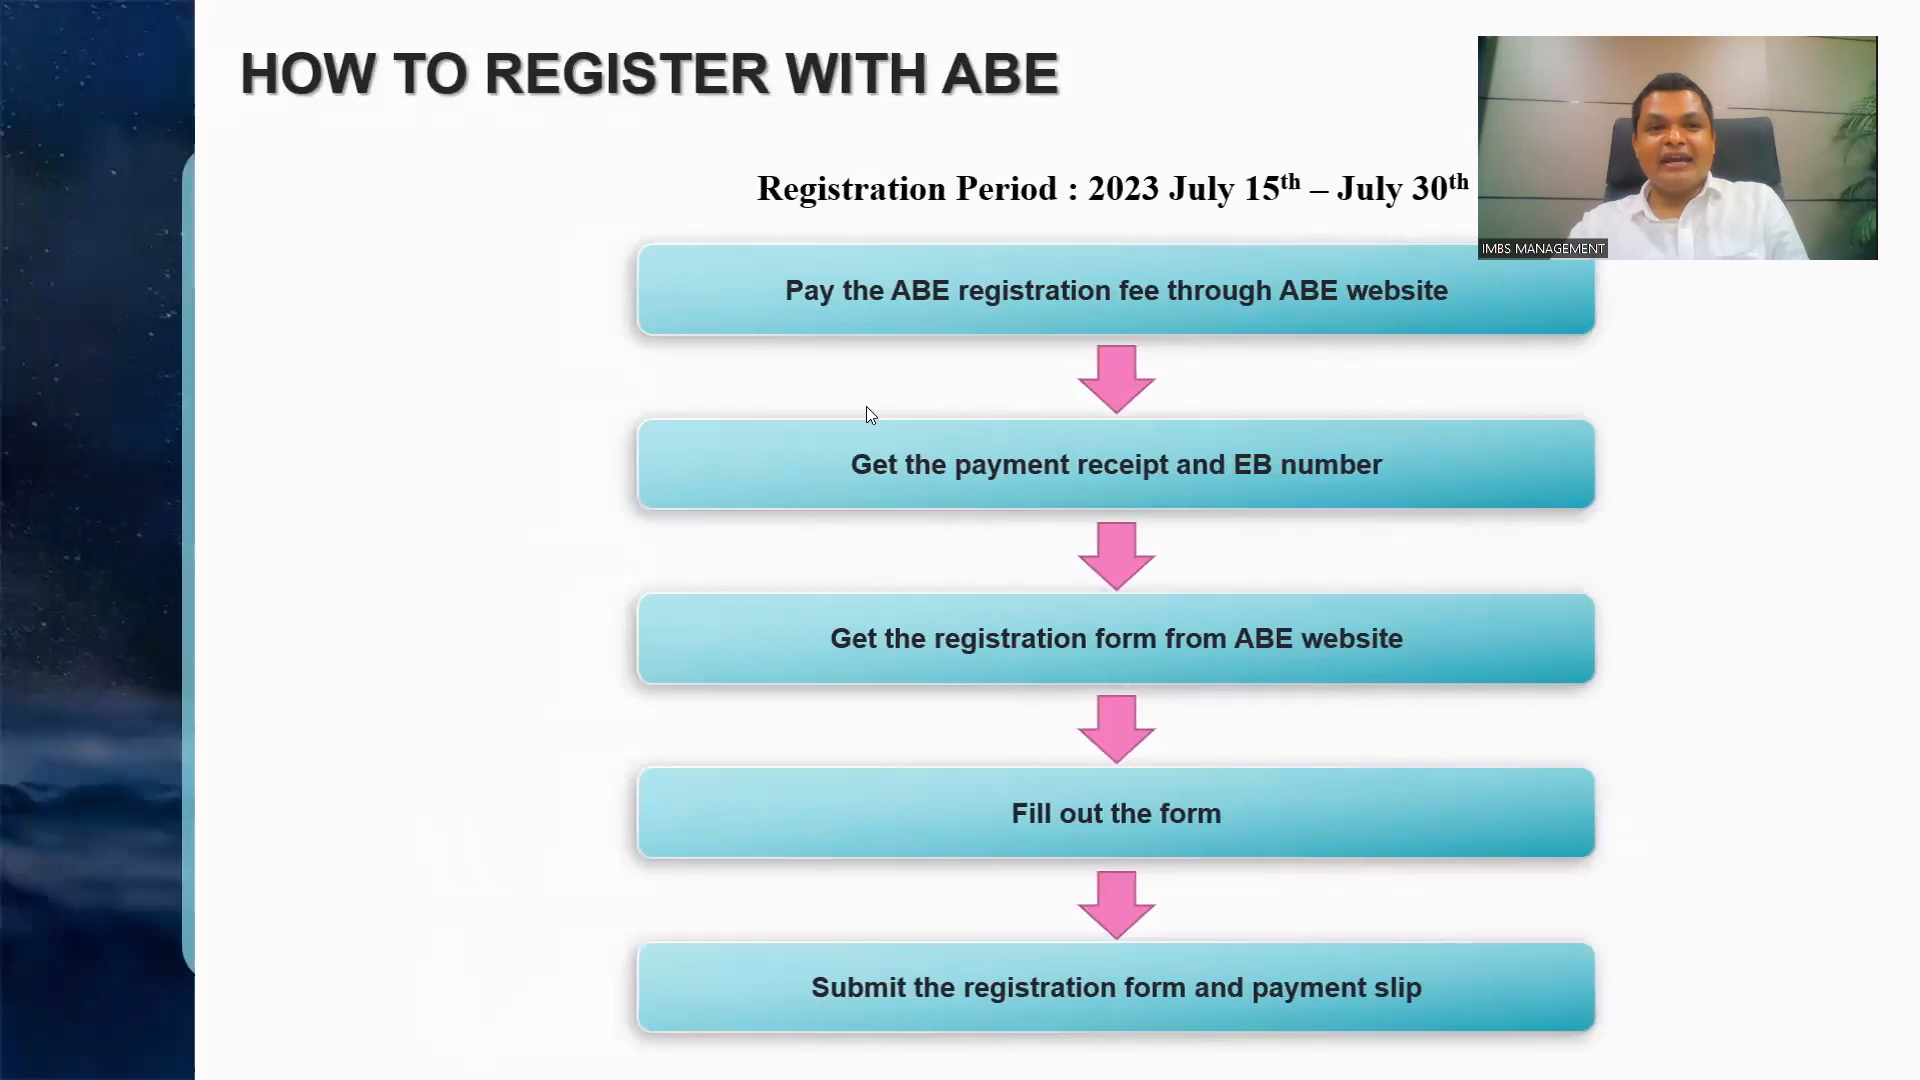 HOW TO REGISTER WITH ABE
Registration Period : 2023 July 15th – July 30th
IMBS MANAGEMENT
Pay the ABE registration fee through ABE website
Get the payment receipt and EB number
Get the registration form from ABE website
Fill out the form
Submit the registration form and payment slip